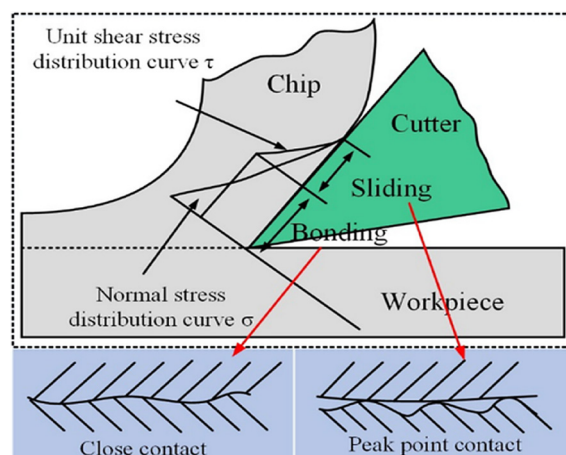 Unit shear stress
distribution curve τ
Chip
Cutter
Sliding
Bonding
Normal stress
distribution curve σ
Workpiece
Close contact
Peak point contact